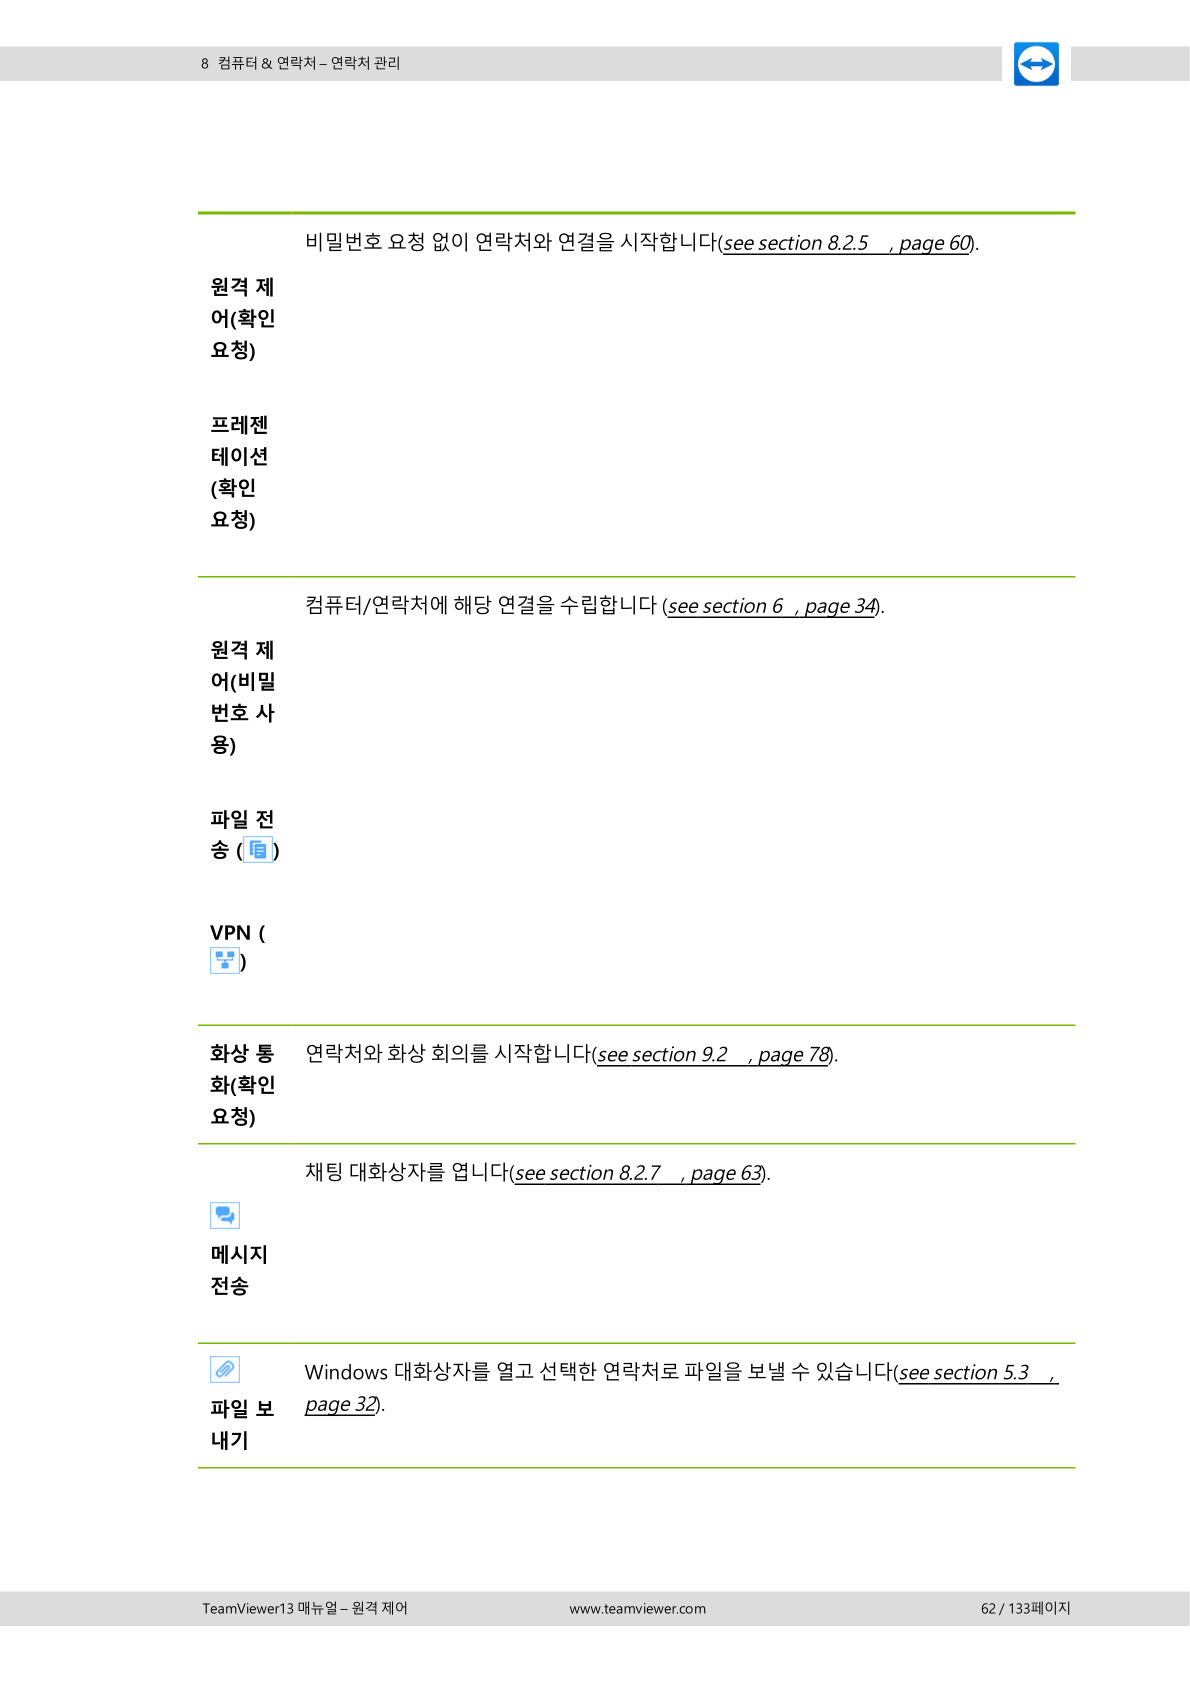 8 컴퓨터 & 연락처 – 연락처 관리
비밀번호 요청 없이 연락처와 연결을 시작합니다(see section 8.2.5 , page 60).
원격 제
어(확인
요청)
프레젠
테이션
(확인
요청)
컴퓨터/연락처에 해당 연결을 수립합니다 (see section 6 , page 34).
원격 제
어(비밀
번호 사
용)
파일 전
송 ( )
VPN (
)
화상 통
화(확인
요청)
연락처와 화상 회의를 시작합니다(see section 9.2 , page 78).
채팅 대화상자를 엽니다(see section 8.2.7 , page 63).
메시지
전송
Windows 대화상자를 열고 선택한 연락처로 파일을 보낼 수 있습니다(see section 5.3 ,
page 32).
파일 보
내기
TeamViewer13 매뉴얼 – 원격 제어
www.teamviewer.com
62 / 133페이지